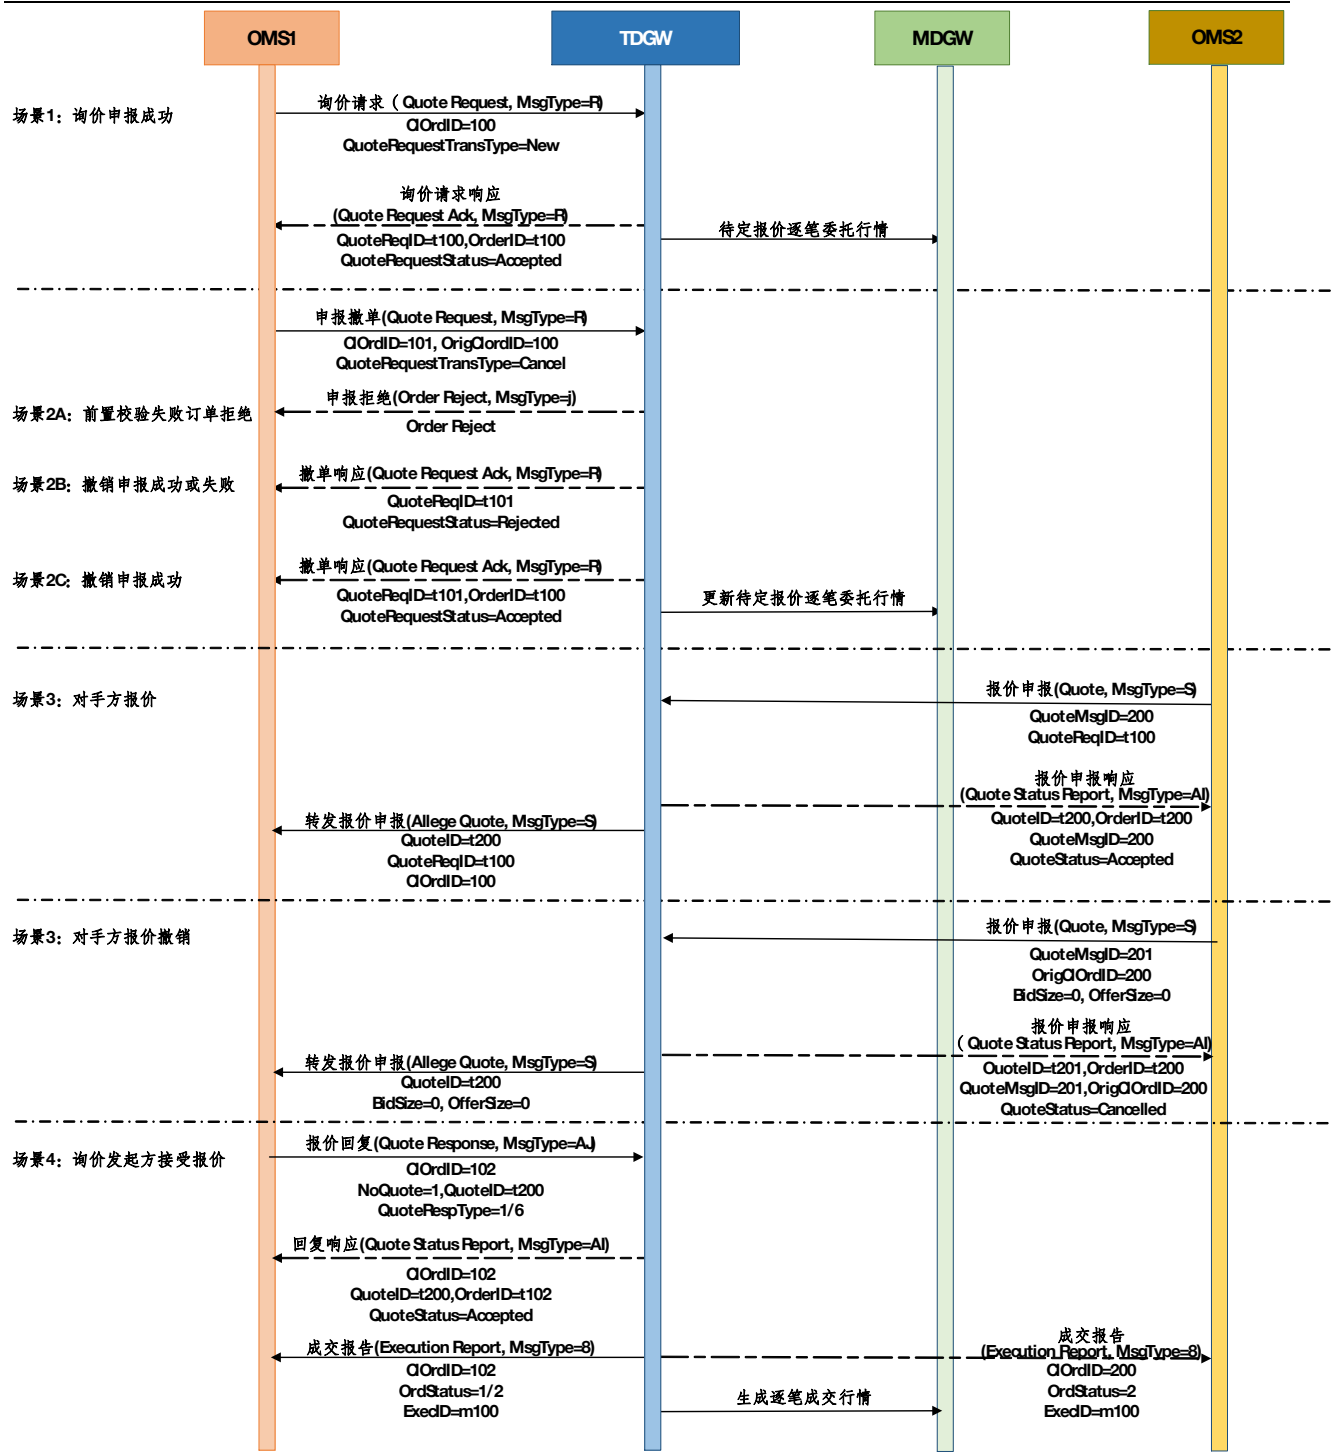 OMS1
TDGW
MDGW
OMS2
场景1：询价申报成功
询价请求（Quote Request, MsgType=R)
ClOrdID=100
QuoteRequestTransType=New
询价请求响应
(Quote Request Ack, MsgType=R)
QuoteReqID=t100,OrderID=t100
QuoteRequestStatus=Accepted
待定报价逐笔委托行情
申报撤单(Quote Request, MsgType=R)
ClOrdID=101, OrigClordID=100
QuoteRequestTransType=Cancel
场景2A：前置校验失败订单拒绝
申报拒绝(Order Reject, MsgType=j)
Order Reject
场景2B：撤销申报成功或失败
撤单响应(Quote Request Ack, MsgType=R)
QuoteReqID=t101
QuoteRequestStatus=Rejected
场景2C：撤销申报成功
撤单响应(Quote Request Ack, MsgType=R)
QuoteReqID=t101,OrderID=t100
QuoteRequestStatus=Accepted
更新待定报价逐笔委托行情
场景3：对手方报价
报价申报(Quote, MsgType=S)
QuoteMsgID=200
QuoteReqID=t100
报价申报响应
(Quote Status Report, MsgType=AI)
QuoteID=t200,OrderID=t200
QuoteMsgID=200
QuoteStatus=Accepted
转发报价申报(Allege Quote, MsgType=S)
QuoteID=t200
QuoteReqID=t100
ClOrdID=100
场景3：对手方报价撤销
报价申报(Quote, MsgType=S)
QuoteMsgID=201
OrigClOrdID=200
BidSize=0, OfferSize=0
报价申报响应
（Quote Status Report, MsgType=AI)
QuoteID=t201,OrderID=t200
QuoteMsgID=201,OrigClOrdID=200
QuoteStatus=Cancelled
转发报价申报(Allege Quote, MsgType=S)
QuoteID=t200
BidSize=0, OfferSize=0
场景4：询价发起方接受报价
报价回复(Quote Response, MsgType=AJ)
ClOrdID=102
NoQuote=1,QuoteID=t200
QuoteRespType=1/6
回复响应(Quote Status Report, MsgType=AI)
ClOrdID=102
QuoteID=t200,OrderID=t102
QuoteStatus=Accepted
成交报告(Execution Report, MsgType=8)
ClOrdID=102
OrdStatus=1/2
ExecID=m100
成交报告
(Execution Report, MsgType=8)
ClOrdID=200
OrdStatus=2
ExecID=m100
生成逐笔成交行情